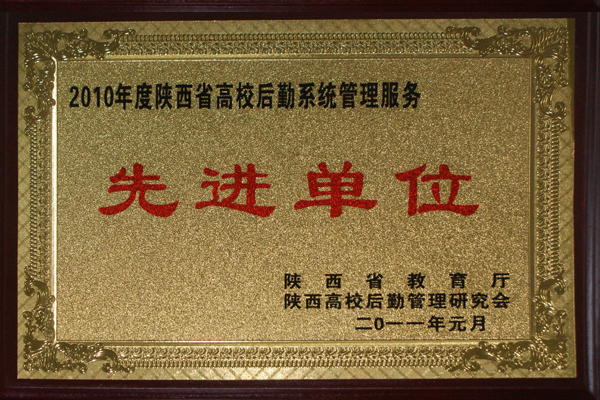 2010年度陕西省高校后勤系统管理服务
先进单位
陕西省教育厅
陕西高校后勤管理研究会
二0一一年元月